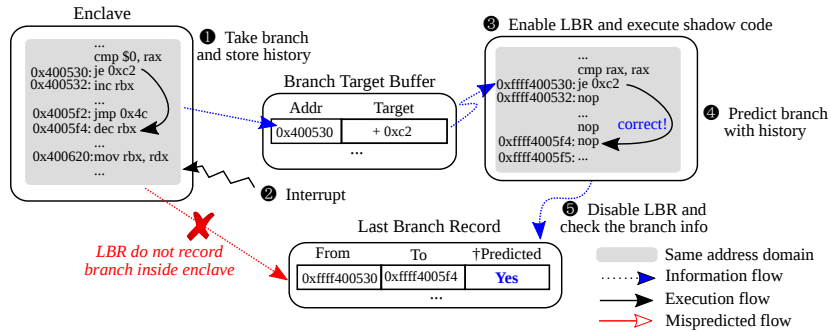 Enclave
...
cmp $0, rax
0x400530: je 0xc2
0x400532: inc rbx
...
0x4005f2: jmp 0x4c
0x4005f4: dec rbx
...
0x400620: mov rbx, rdx
...
❶ Take branch
and store history
❷ Interrupt
LBR do not record
branch inside enclave
Branch Target Buffer
Addr Target
0x400530 + 0xc2
...
❸ Enable LBR and execute shadow code
...
cmp rax, rax
0xffff400530: je 0xc2
0xffff400532: nop
...
nop
0xffff4005f4: nop
0xffff4005f5: ...
correct!
❹ Predict branch
with history
❺ Disable LBR and
check the branch info
Last Branch Record
From To †Predicted
0xffff400530 0xffff4005f4 Yes
...
Same address domain
Information flow
Execution flow
Mispredicted flow